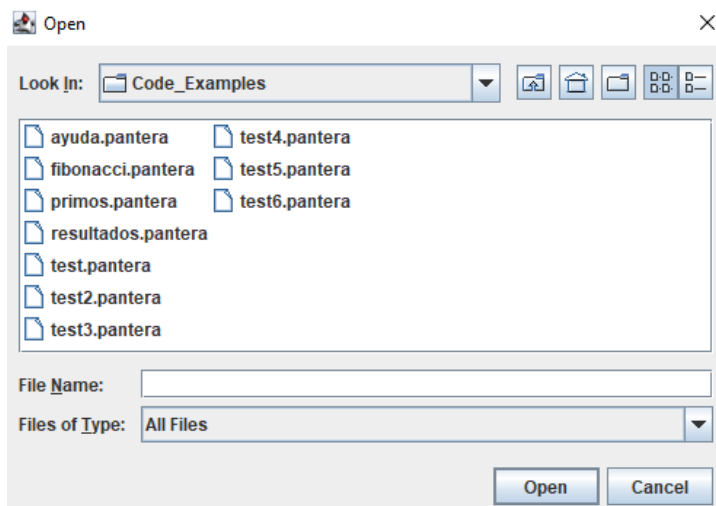 Open
Look In: Code_Examples
ayuda.pantera
fibonacci.pantera
primos.pantera
resultados.pantera
test.pantera
test2.pantera
test3.pantera
test4.pantera
test5.pantera
test6.pantera
File Name:
Files of Type: All Files
Open Cancel